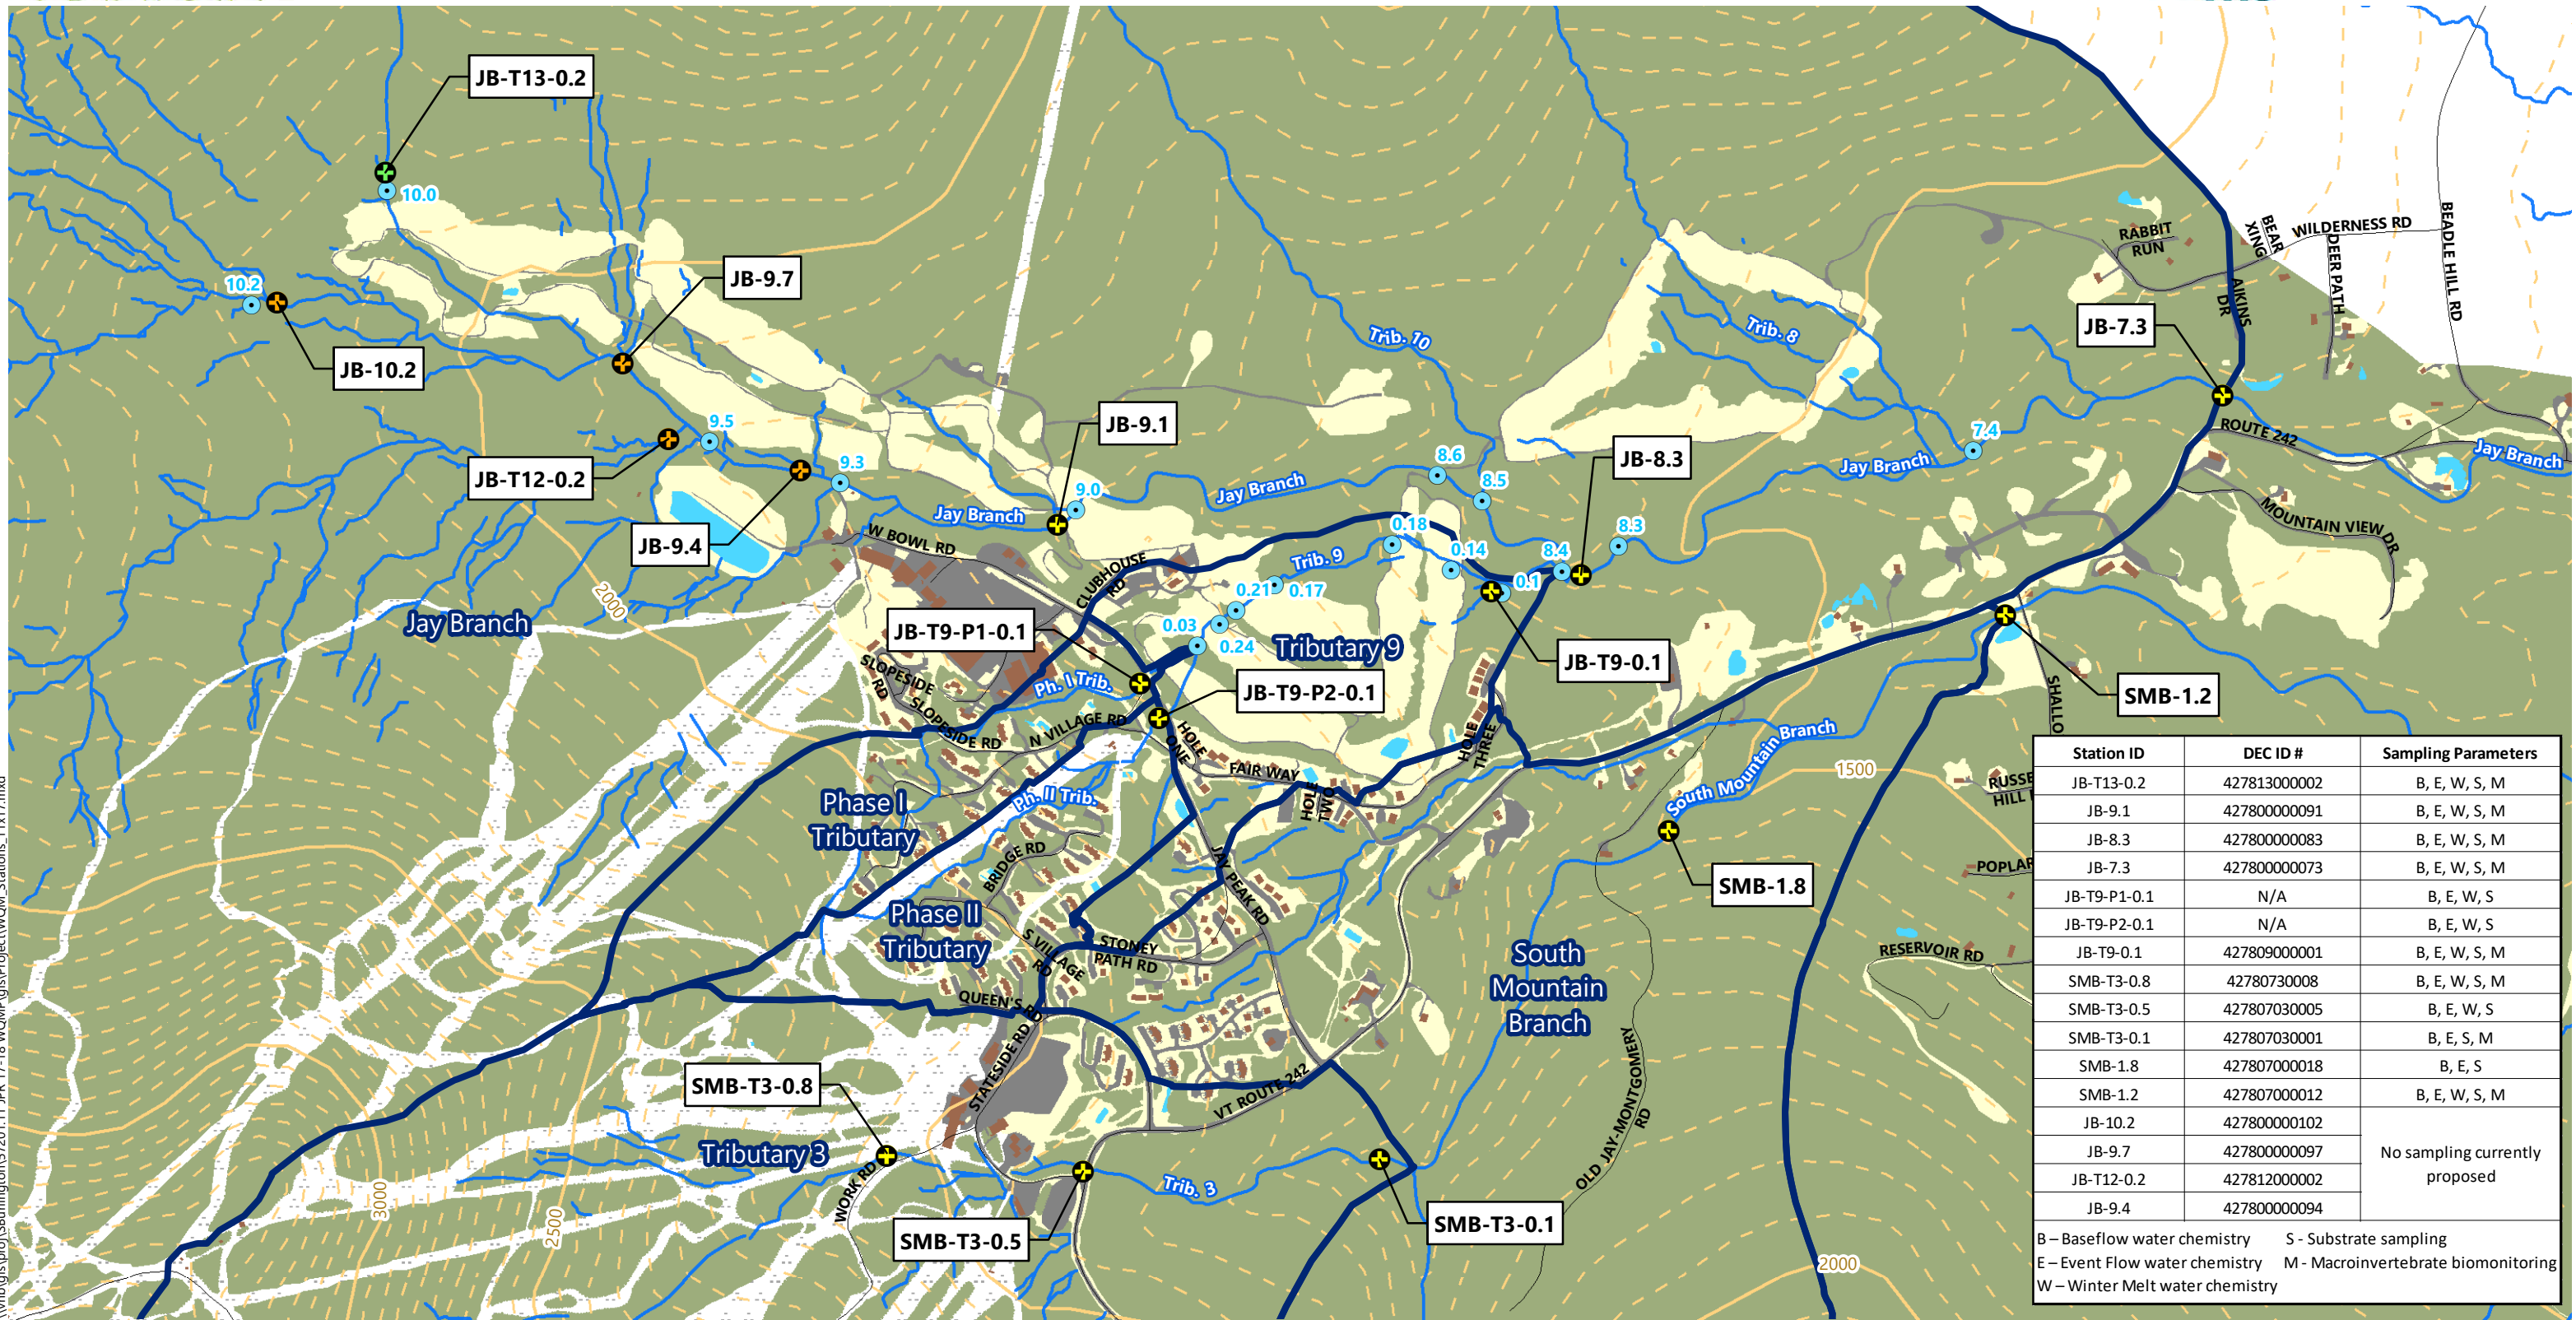 JB-T13-0.2
10.0
JB-9.7
10.2
JB-10.2
RABBIT
RUN
BEAR
XING
WILDERNESS RD
DEER PATH
BEADLE HILL RD
AIKINS
DR
JB-7.3
Trib. 10
Trib. 8
ROUTE 242
Jay Branch
MOUNTAIN VIEW DR
7.4
Jay Branch
JB-9.1
JB-8.3
8.6
8.5
8.3
8.4
9.5
9.3
9.0
JB-T12-0.2
JB-9.4
Jay Branch
Jay Branch
W BOWL RD
CLUBHOUSE
RD
Trib. 9
0.18
0.14
0.1
0.21
0.17
0.03
0.24
2000
Jay Branch
JB-T9-P1-0.1
Tributary 9
JB-T9-0.1
JB-T9-P2-0.1
SMB-1.2
SHALLO
SLOPESIDE
RD
SLOPESIDE RD
Ph. I Trib.
N VILLAGE RD
HOLE
ONE
FAIR WAY
HOLE
TWO
HOLE
THREE
South Mountain Branch
1500
Phase I
Tributary
Ph. II Trib.
BRIDGE RD
JAY PEAK RD
SMB-1.8
RUSSE
HILL
POPLAR
RESERVOIR RD
Phase II
Tributary
S VILLAGE
RD
STONEY
PATH RD
QUEEN'S RD
South
Mountain
Branch
STATESIDE RD
VT ROUTE 242
OLD JAY-MONTGOMERY
RD
SMB-T3-0.8
Tributary 3
WORK RD
Trib. 3
SMB-T3-0.5
SMB-T3-0.1
3000
2500
2000
Station ID DEC ID # Sampling Parameters
JB-T13-0.2 427813000002 B, E, W, S, M
JB-9.1 427800000091 B, E, W, S, M
JB-8.3 427800000083 B, E, W, S, M
JB-7.3 427800000073 B, E, W, S, M
JB-T9-P1-0.1 N/A B, E, W, S
JB-T9-P2-0.1 N/A B, E, W, S
JB-T9-0.1 427809000001 B, E, W, S, M
SMB-T3-0.8 42780730008 B, E, W, S, M
SMB-T3-0.5 427807030005 B, E, W, S
SMB-T3-0.1 427807030001 B, E, S, M
SMB-1.8 427807000018 B, E, S
SMB-1.2 427807000012 B, E, W, S, M
JB-10.2 427800000102
JB-9.7 427800000097
No sampling currently
proposed
JB-T12-0.2 427812000002
JB-9.4 427800000094
B – Baseflow water chemistry S - Substrate sampling
E – Event Flow water chemistry M - Macroinvertebrate biomonitoring
W – Winter Melt water chemistry